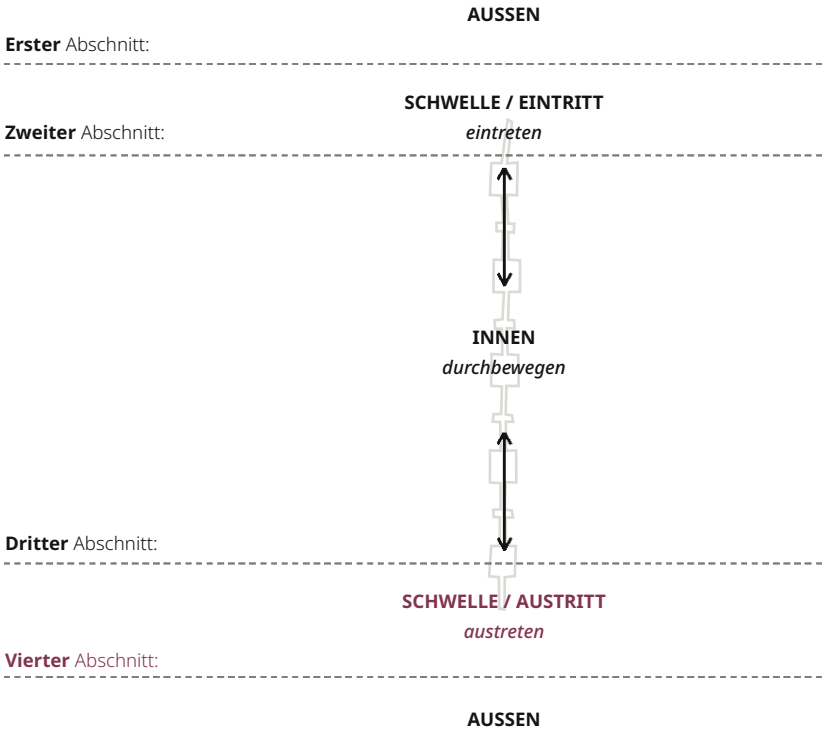 AUSSEN
Erster Abschnitt:
SCHWELLE / EINTRITT
Zweiter Abschnitt:
eintreten
INNEN
durchbewegen
Dritter Abschnitt:
SCHWELLE / AUSTRITT
austreten
Vierter Abschnitt:
AUSSEN